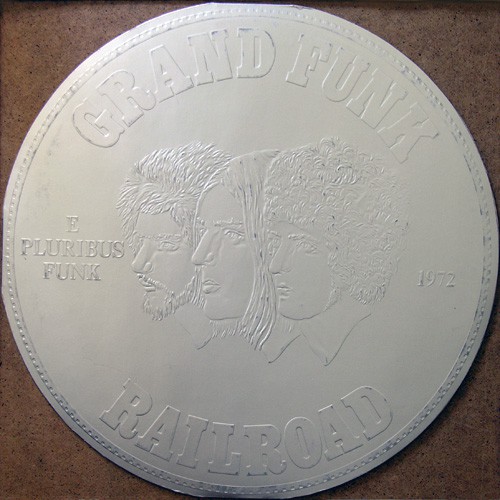 GRAND FUNK
E
PLURIBUS
FUNK
1972
RAILROAD